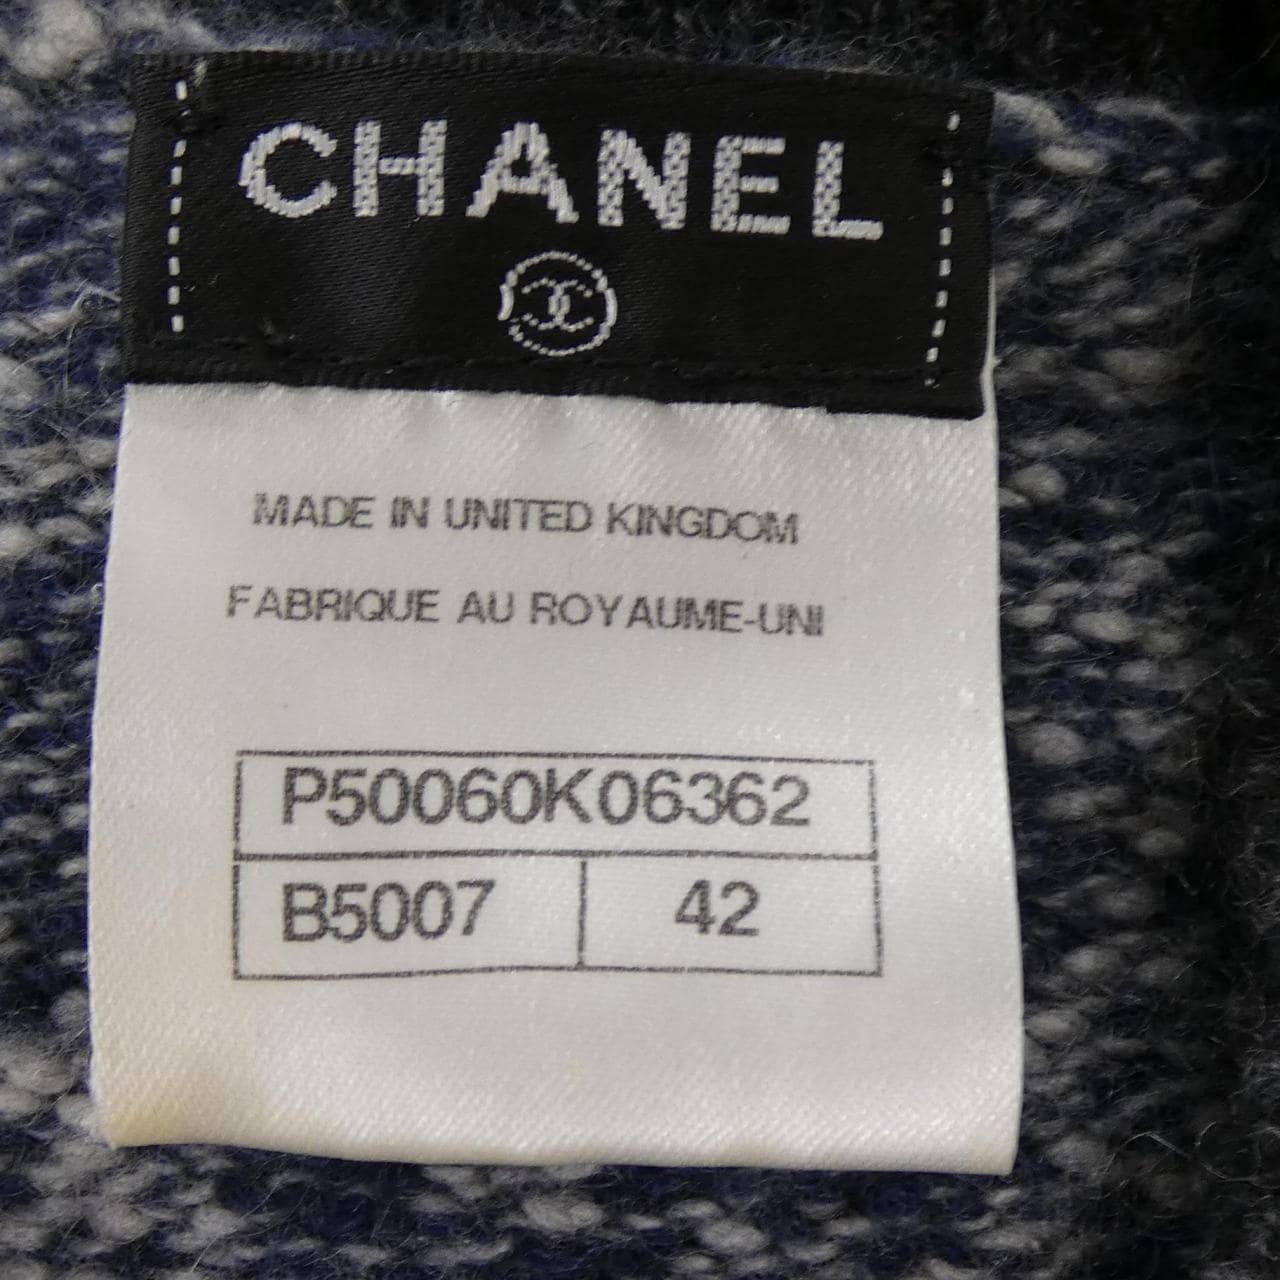 CHANEL
MADE IN UNITED KINGDOM
FABRIQUE AU ROYAUME-UNI
P50060K06362
B5007 42